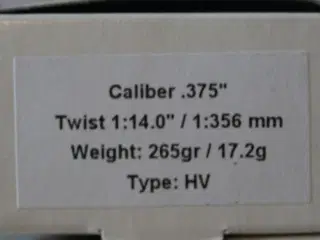 Caliber .375"
Twist 1:14.0" / 1:356 mm
Weight: 265gr / 17.2g
Type: HV